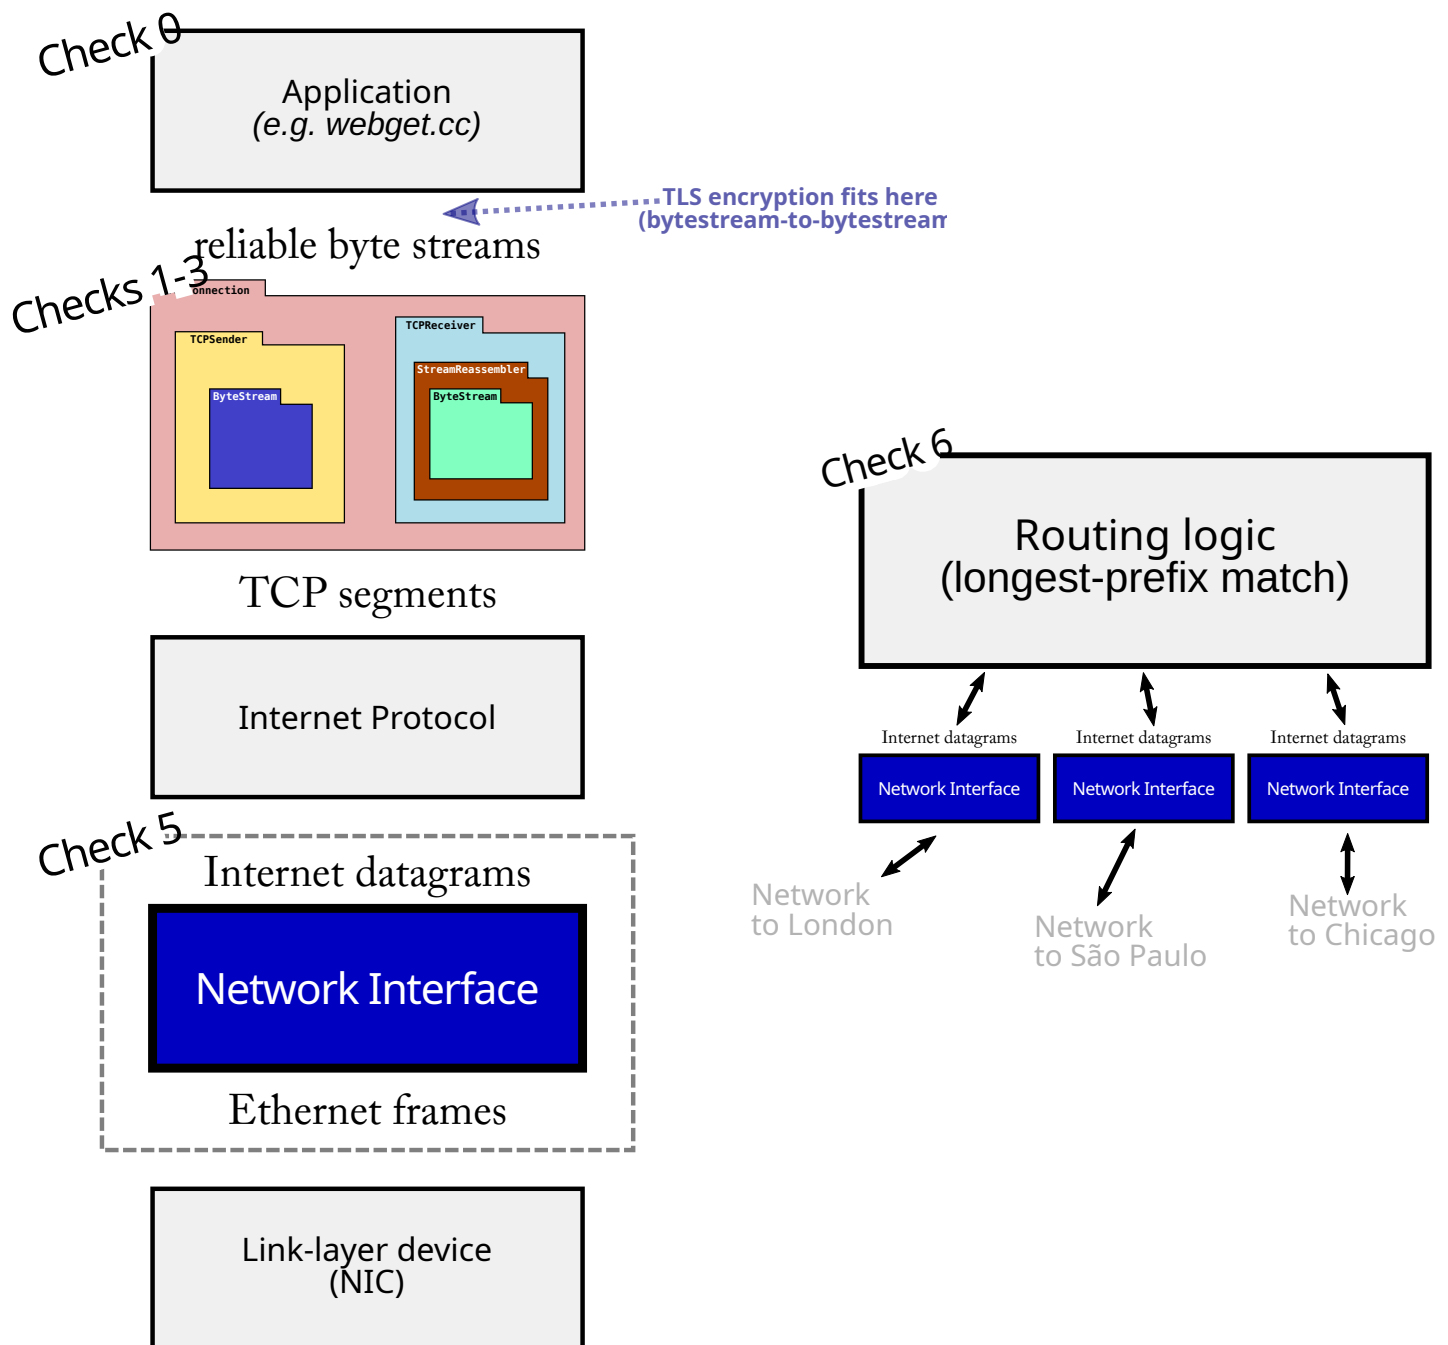 Check 0
Application
(e.g. webget.cc)
TLS encryption fits here
(bytestream-to-bytestream
reliable byte streams
Checks 1-3
onnection
TCPSender
ByteStream
TCPReceiver
StreamReassembler
ByteStream
TCP segments
Internet Protocol
Check 5
Internet datagrams
Network Interface
Ethernet frames
Link-layer device
(NIC)
Check 6
Routing logic
(longest-prefix match)
Internet datagrams
Internet datagrams
Internet datagrams
Network Interface
Network Interface
Network Interface
Network
to London
Network
to São Paulo
Network
to Chicago